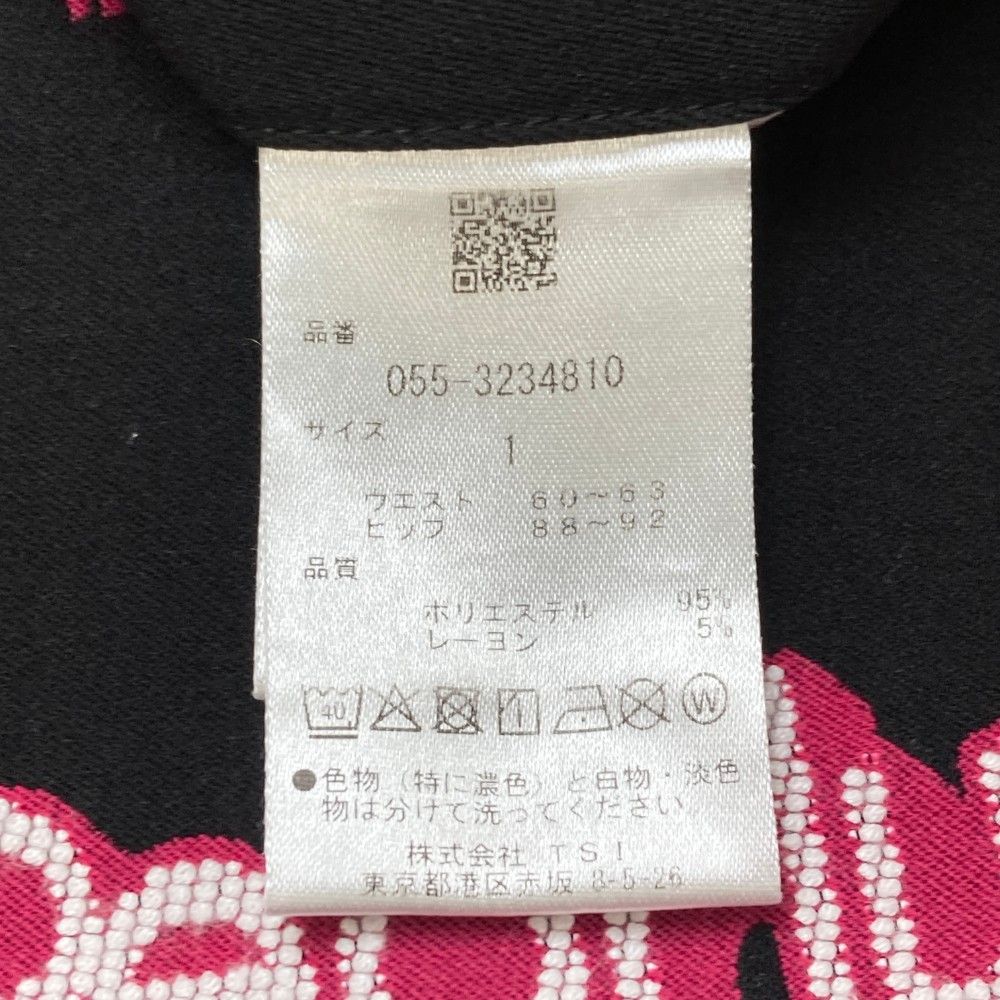 品番
055-3234810
サイズ
1
ウエスト 60～63
ヒップ 88～92
品質
ポリエステル 95%
レーヨン 5%
40 W
●色物（特に濃色）と白物・淡色
物は分けて洗ってください
株式会社 TSI
東京都港区赤坂 8-5-26